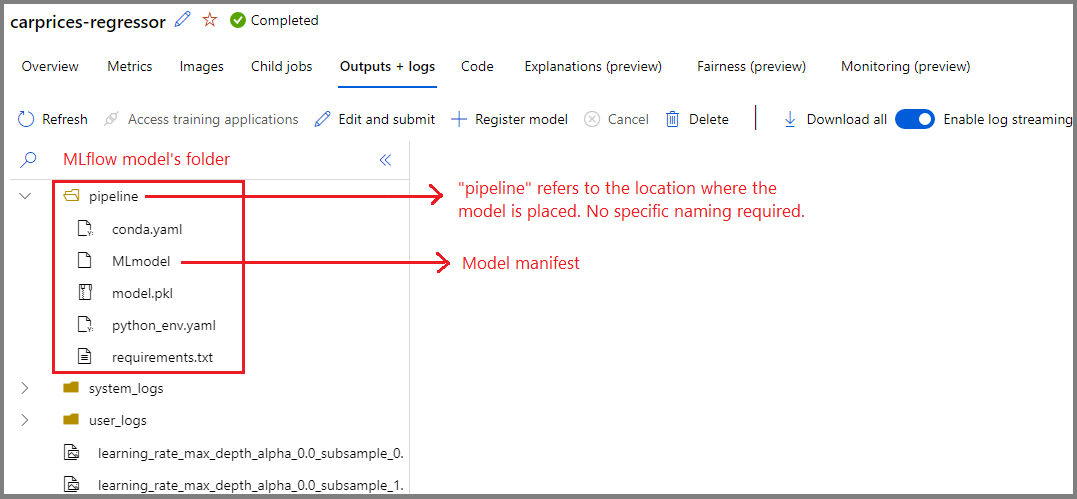 carprices-regressor Completed
Overview Metrics Images Child jobs Outputs + logs Code Explanations (preview) Fairness (preview) Monitoring (preview)
Refresh Access training applications Edit and submit Register model Cancel Delete Download all Enable log streaming
MLflow model's folder
pipeline
"pipeline" refers to the location where the
model is placed. No specific naming required.
conda.yaml
MLmodel
Model manifest
model.pkl
python_env.yaml
requirements.txt
system_logs
user_logs
learning_rate_max_depth_alpha_0.0_subsample_0.
learning_rate_max_depth_alpha_0.0_subsample_1.